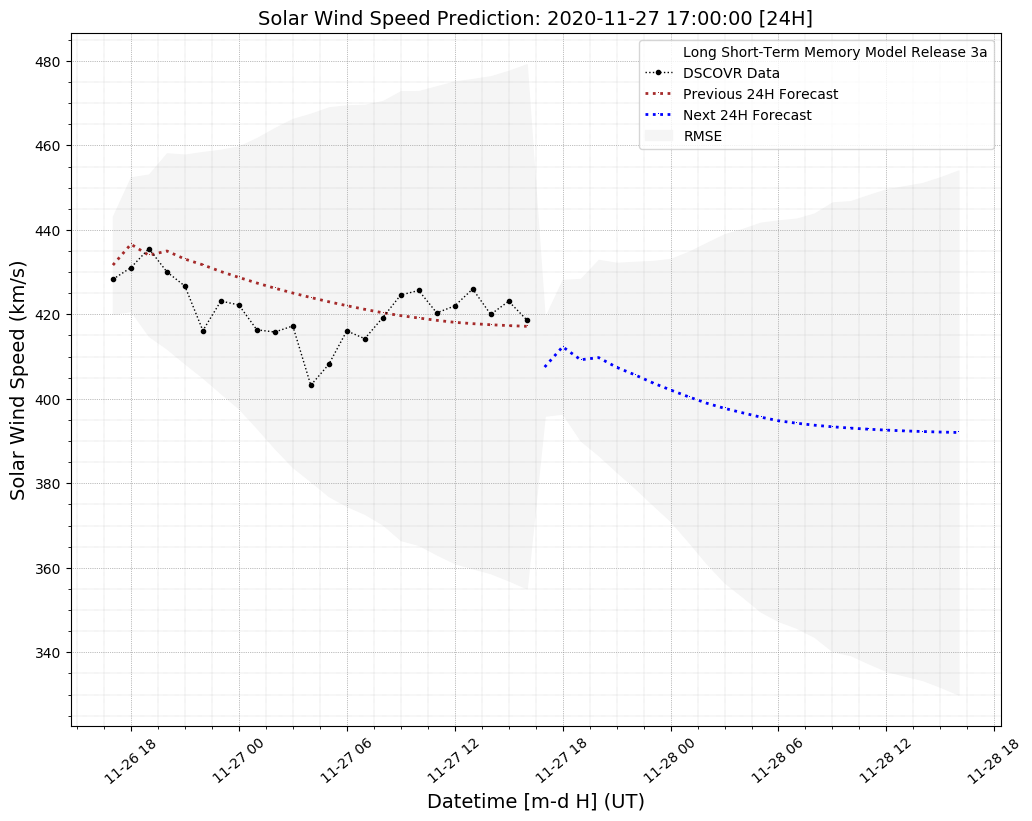 Solar Wind Speed Prediction: 2020-11-27 17:00:00 [24H]
Long Short-Term Memory Model Release 3a
DSCOVR Data
Previous 24H Forecast
Next 24H Forecast
RMSE
Solar Wind Speed (km/s)
480
460
440
420
400
380
360
340
11-26 18
11-27 00
11-27 06
11-27 12
11-27 18
11-28 00
11-28 06
11-28 12
11-28 18
Datetime [m-d H] (UT)